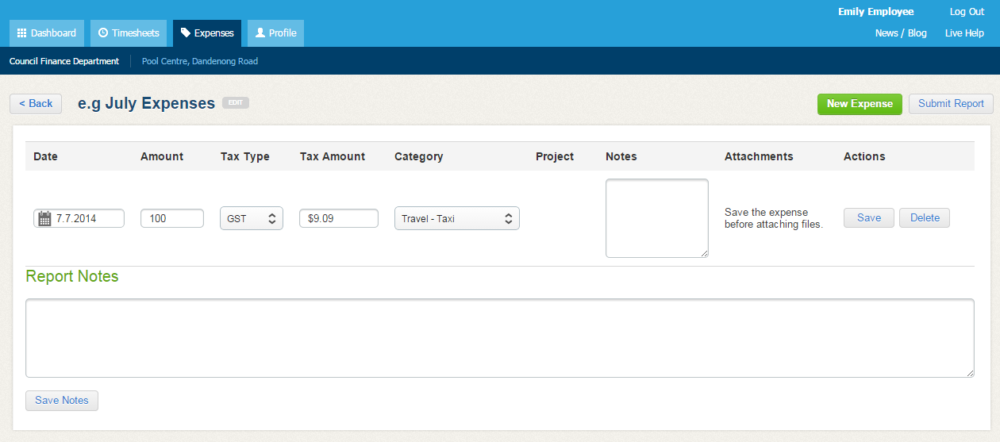 Emily Employee Log Out
Dashboard Timesheets Expenses Profile News / Blog Live Help
Council Finance Department Pool Centre, Dandenong Road
< Back e.g July Expenses EDIT New Expense Submit Report
Date Amount Tax Type Tax Amount Category Project Notes Attachments Actions
7.7.2014 100 GST $9.09 Travel - Taxi Save the expense Save Delete
before attaching files.
Report Notes
Save Notes